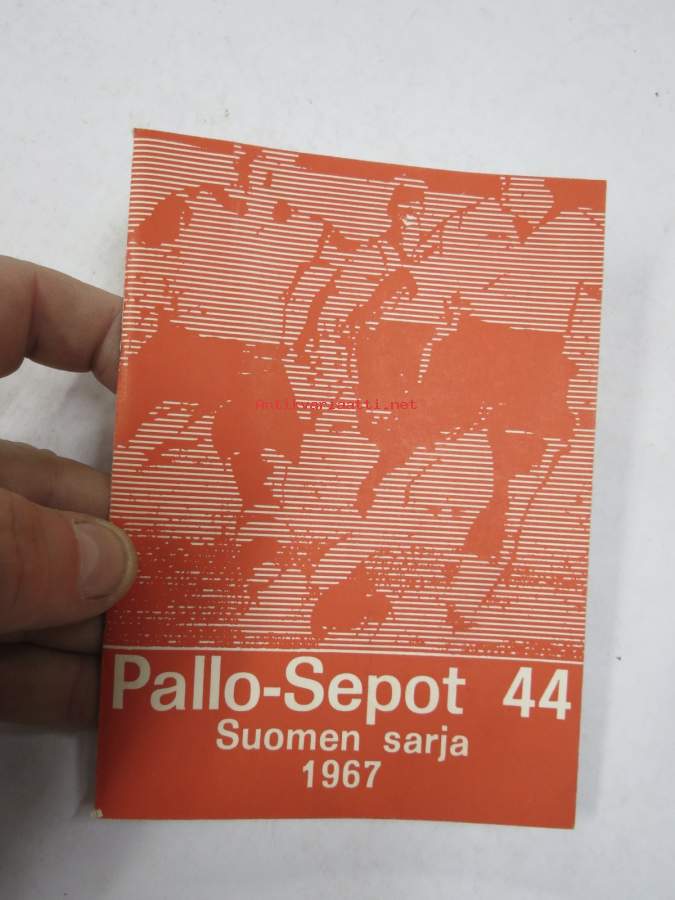 Antikvariaatti.net
Pallo-Sepot 44
Suomen sarja
1967